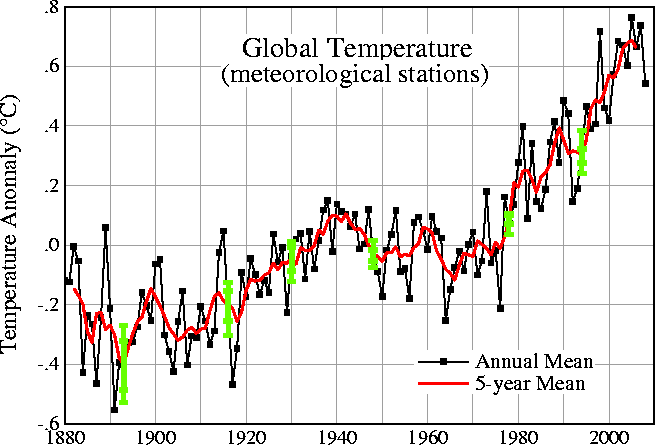 Global Temperature
(meteorological stations)
Temperature Anomaly (°C)
.8
.6
.4
.2
.0
-.2
-.4
-.6
Annual Mean
5-year Mean
1880 1900 1920 1940 1960 1980 2000